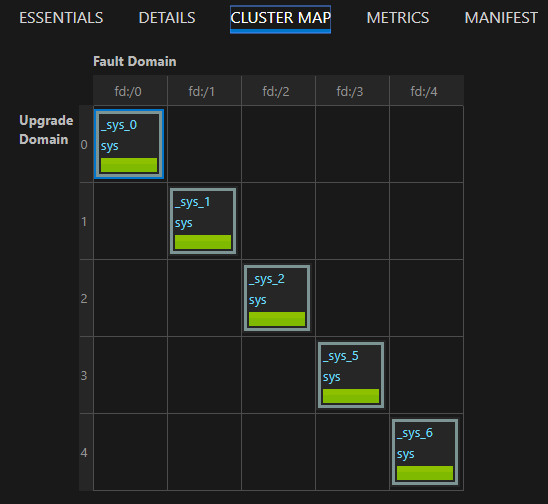 ESSENTIALS DETAILS CLUSTER MAP METRICS MANIFEST
Fault Domain
fd:/0 fd:/1 fd:/2 fd:/3 fd:/4
Upgrade
Domain
0
_sys_0
sys
1
_sys_1
sys
2
_sys_2
sys
3
_sys_5
sys
4
_sys_6
sys